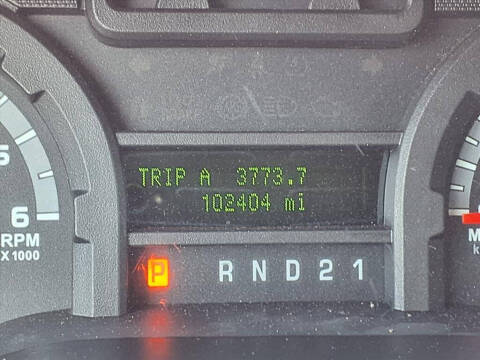 5
6
RPM
X 1000
TRIP A 3773.7
102404 mi
P R N D 2 1